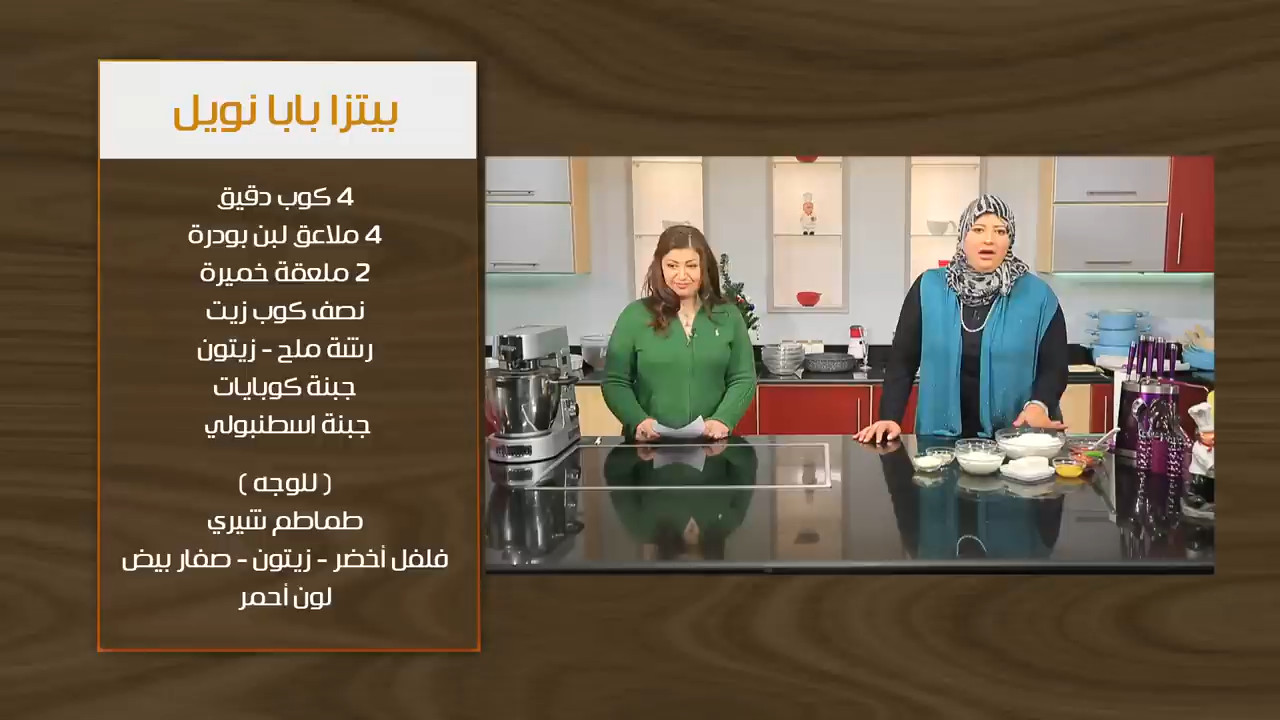 بيتزا بابا نويل
4 كوب دقيق
4 ملاعق لبن بودرة
2 ملعقة خميرة
نصف كوب زيت
رشة ملح - زيتون
جبنة كوبايات
جبنة اسطنبولي
( للوجه )
طماطم شيري
فلفل أخضر - زيتون - صفار بيض
لون أحمر